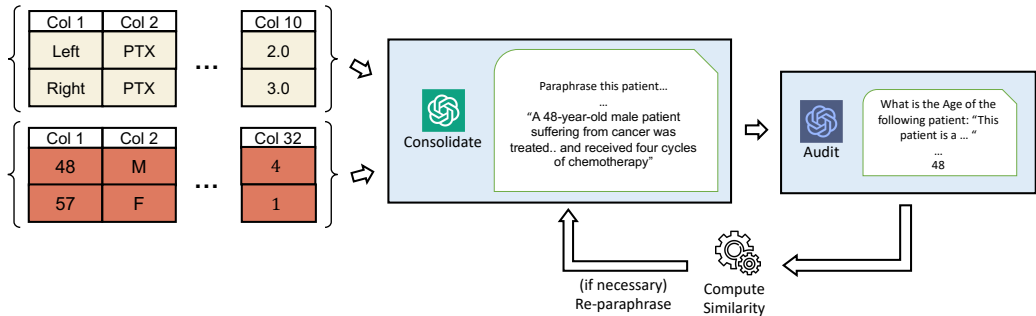 Col 1 Col 2 Col 10
Left PTX 2.0
...
Right PTX 3.0
Col 1 Col 2 Col 32
48 M 4
...
57 F 1
Consolidate
Paraphrase this patient...
...
“A 48-year-old male patient
suffering from cancer was
treated.. and received four cycles
of chemotherapy”
Audit
What is the Age of the
following patient: “This
patient is a ... “
...
48
(if necessary)
Re-paraphrase
Compute
Similarity